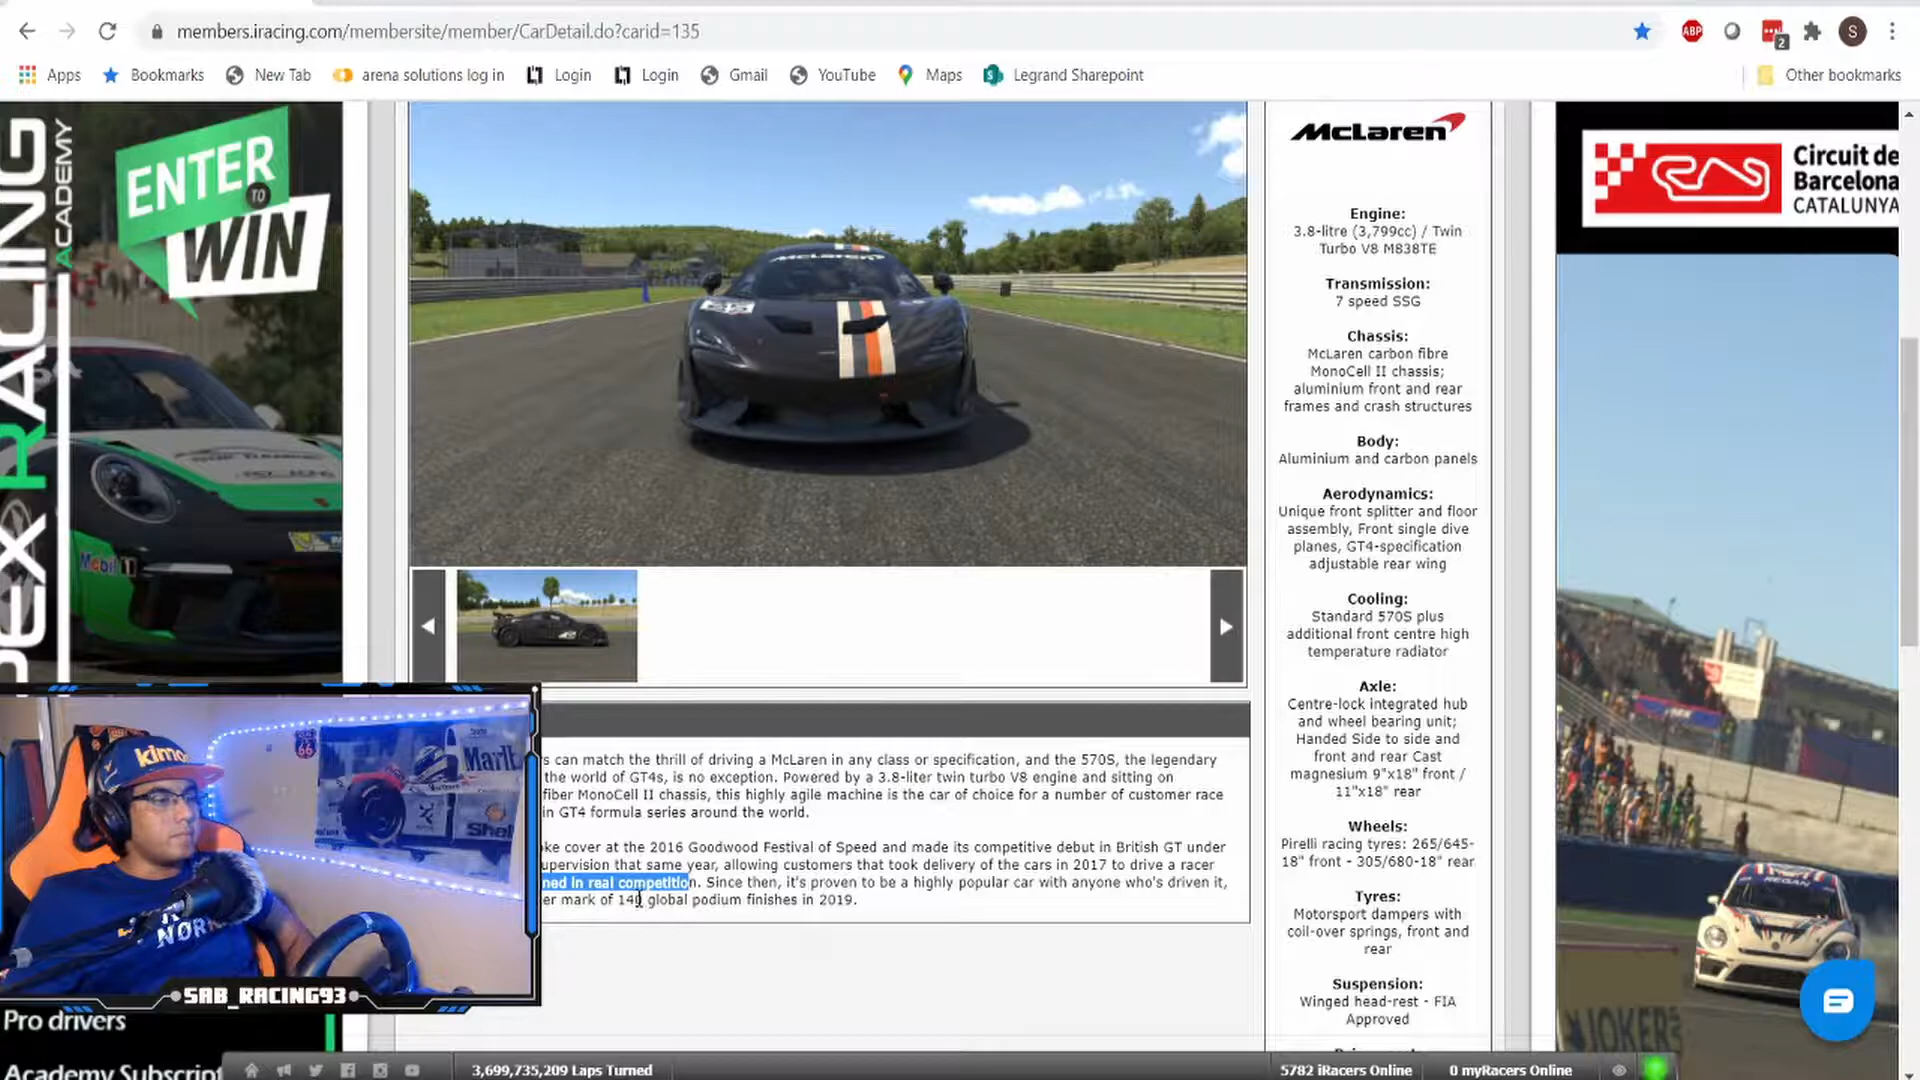 members.iracing.com/membersite/member/CarDetail.do?carid=135
ABP
2
S
Apps
Bookmarks
New Tab
arena solutions log in
Login
Login
Gmail
YouTube
Maps
Legrand Sharepoint
Other bookmarks
RACING
ACADEMY
ENTER
TO
WIN
Mobil 1
McLaren
McLaren
Engine:
3.8-litre (3,799cc) / Twin
Turbo V8 M838TE
Transmission:
7 speed SSG
Chassis:
McLaren carbon fibre
MonoCell II chassis;
aluminium front and rear
frames and crash structures
Body:
Aluminium and carbon panels
Aerodynamics:
Unique front splitter and floor
assembly, Front single dive
planes, GT4-specification
adjustable rear wing
Cooling:
Standard 570S plus
additional front centre high
temperature radiator
Axle:
Centre-lock integrated hub
and wheel bearing unit;
Handed Side to side and
front and rear Cast
magnesium 9"x18" front /
11"x18" rear
Wheels:
Pirelli racing tyres: 265/645-
18" front - 305/680-18" rear
Tyres:
Motorsport dampers with
coil-over springs, front and
rear
Suspension:
Winged head-rest - FIA
Approved
Circuit de
Barcelona
CATALUNYA
REGAN
JOKER
s can match the thrill of driving a McLaren in any class or specification, and the 570S, the legendary
the world of GT4s, is no exception. Powered by a 3.8-liter twin turbo V8 engine and sitting on
fiber MonoCell II chassis, this highly agile machine is the car of choice for a number of customer race
in GT4 formula series around the world.
ke cover at the 2016 Goodwood Festival of Speed and made its competitive debut in British GT under
upervision that same year, allowing customers that took delivery of the cars in 2017 to drive a racer
ned in real competition. Since then, it's proven to be a highly popular car with anyone who's driven it,
er mark of 140 global podium finishes in 2019.
66
Marlb
Shell
kimo
NOR
SAB_RACING93
Pro drivers
Academy Subscript
3,699,735,209 Laps Turned
5782 iRacers Online
0 myRacers Online